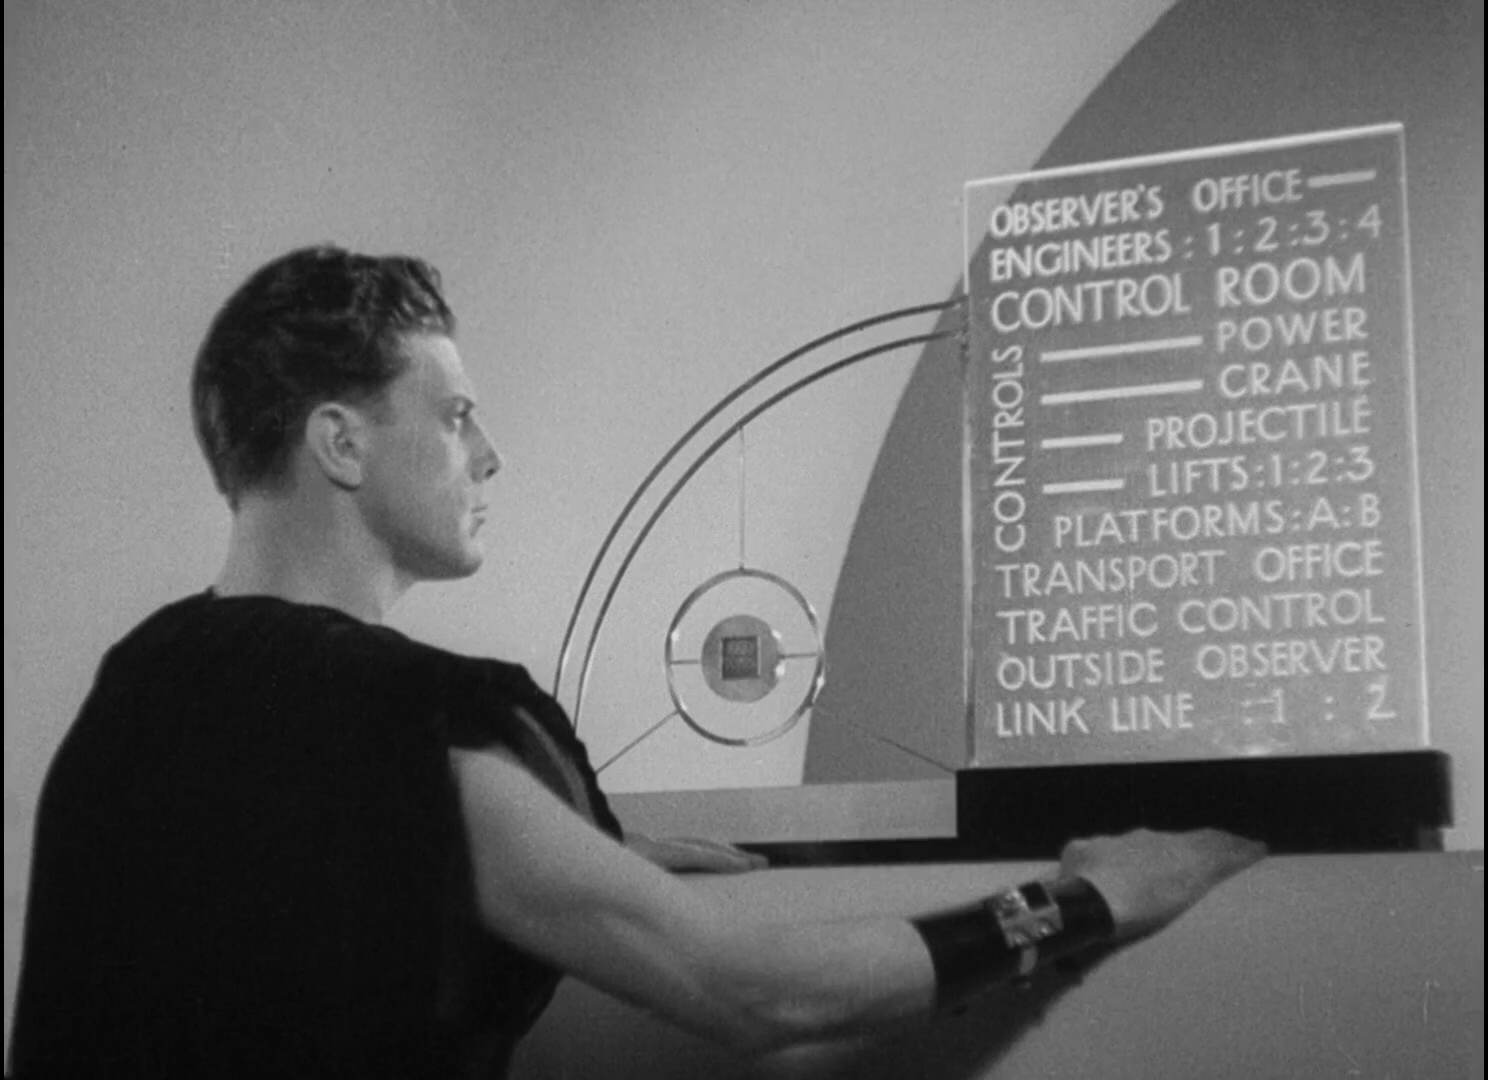 OBSERVER'S OFFICE
ENGINEERS : 1 : 2 : 3 : 4
CONTROL ROOM
CONTROLS
POWER
CRANE
PROJECTILE
LIFTS : 1 : 2 : 3
PLATFORMS : A : B
TRANSPORT OFFICE
TRAFFIC CONTROL
OUTSIDE OBSERVER
LINK LINE : 1 : 2